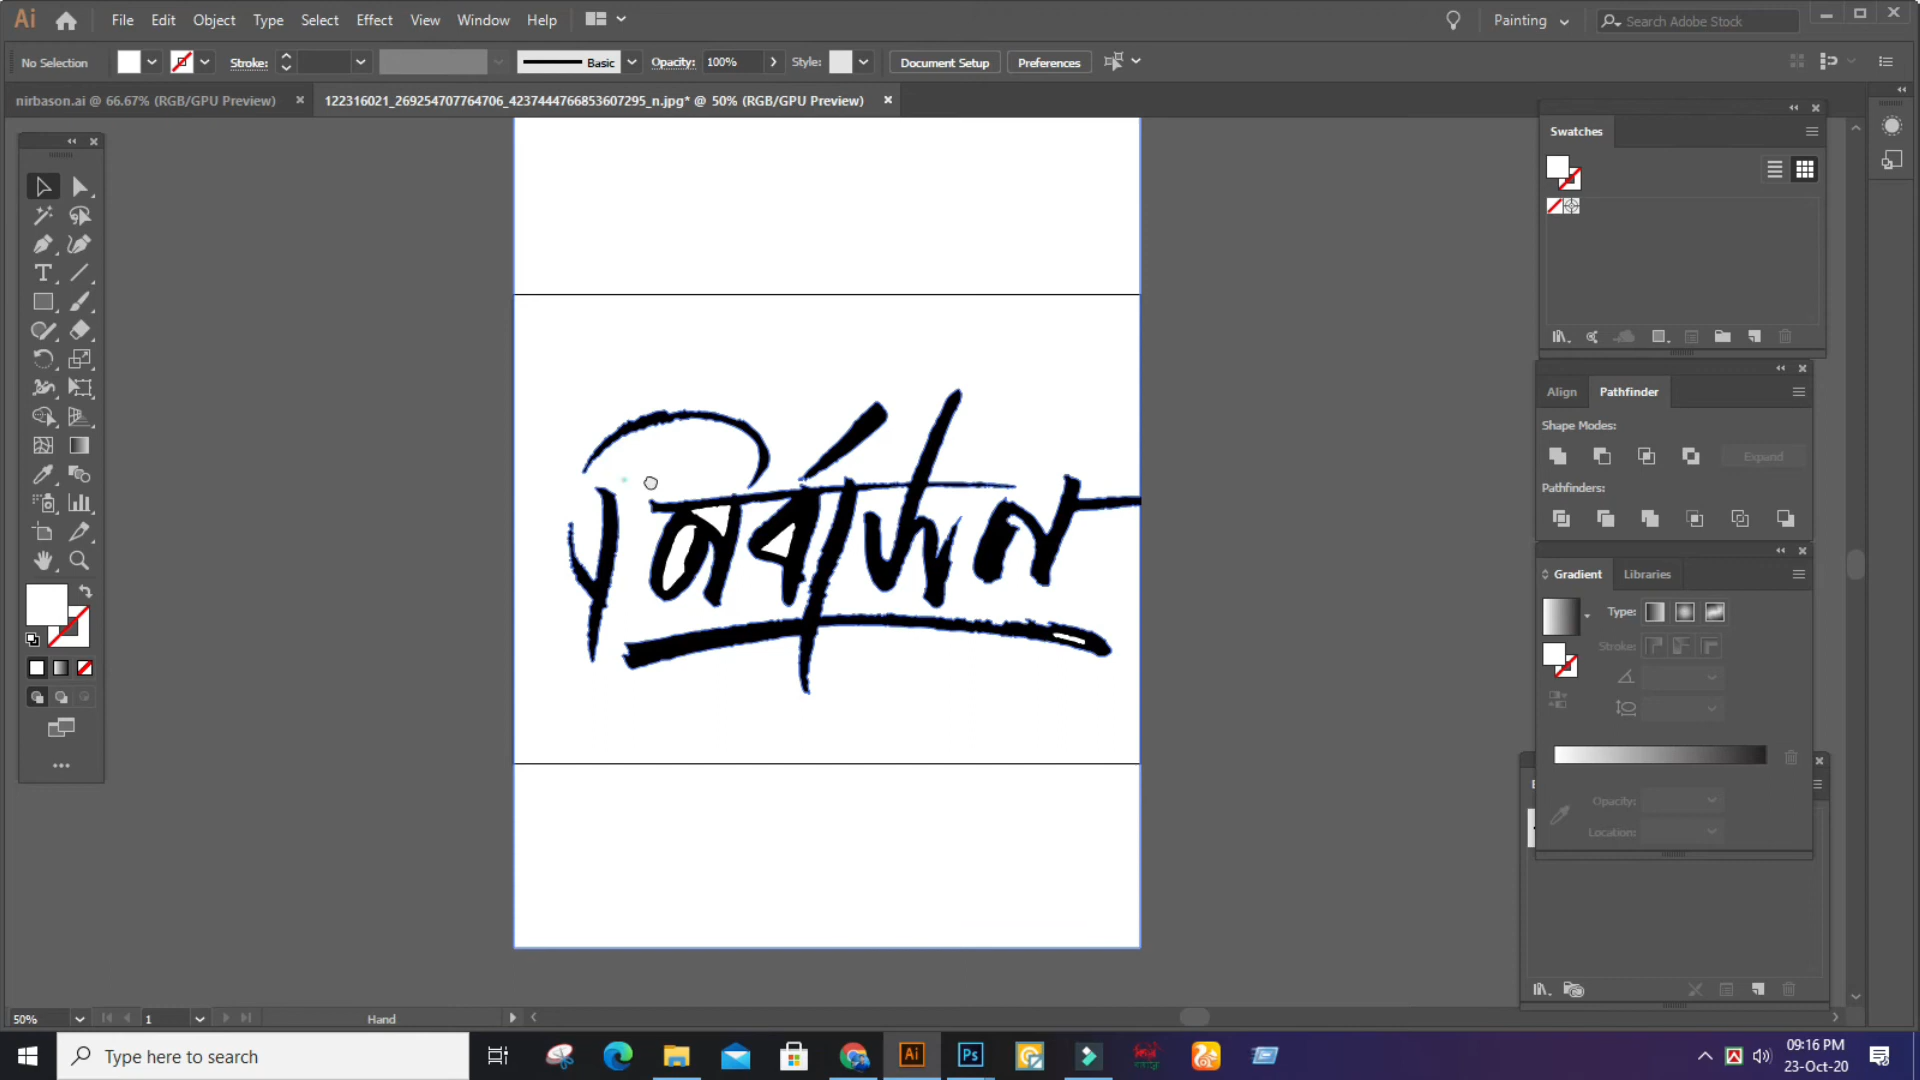 Ai File Edit Object Type Select Effect View Window Help Painting Search Adobe Stock
No Selection Stroke: Basic Opacity: 100% Style: Document Setup Preferences
nirbason.ai @ 66.67% (RGB/GPU Preview) × 122316021_269254707764706_4237444766853607295_n.jpg* @ 50% (RGB/GPU Preview) ×
Swatches
Align Pathfinder
Shape Modes:
Expand
Pathfinders:
Gradient Libraries
Type:
Stroke:
Opacity:
Location:
নির্বাসন
50% 1 Hand
Type here to search Ai Ps 09:16 PM
23-Oct-20